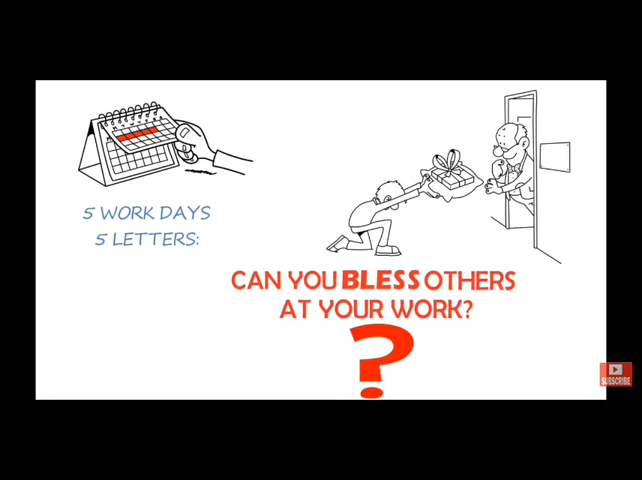 5 WORK DAYS
5 LETTERS:
CAN YOU BLESS OTHERS
AT YOUR WORK?
?
SUBSCRIBE